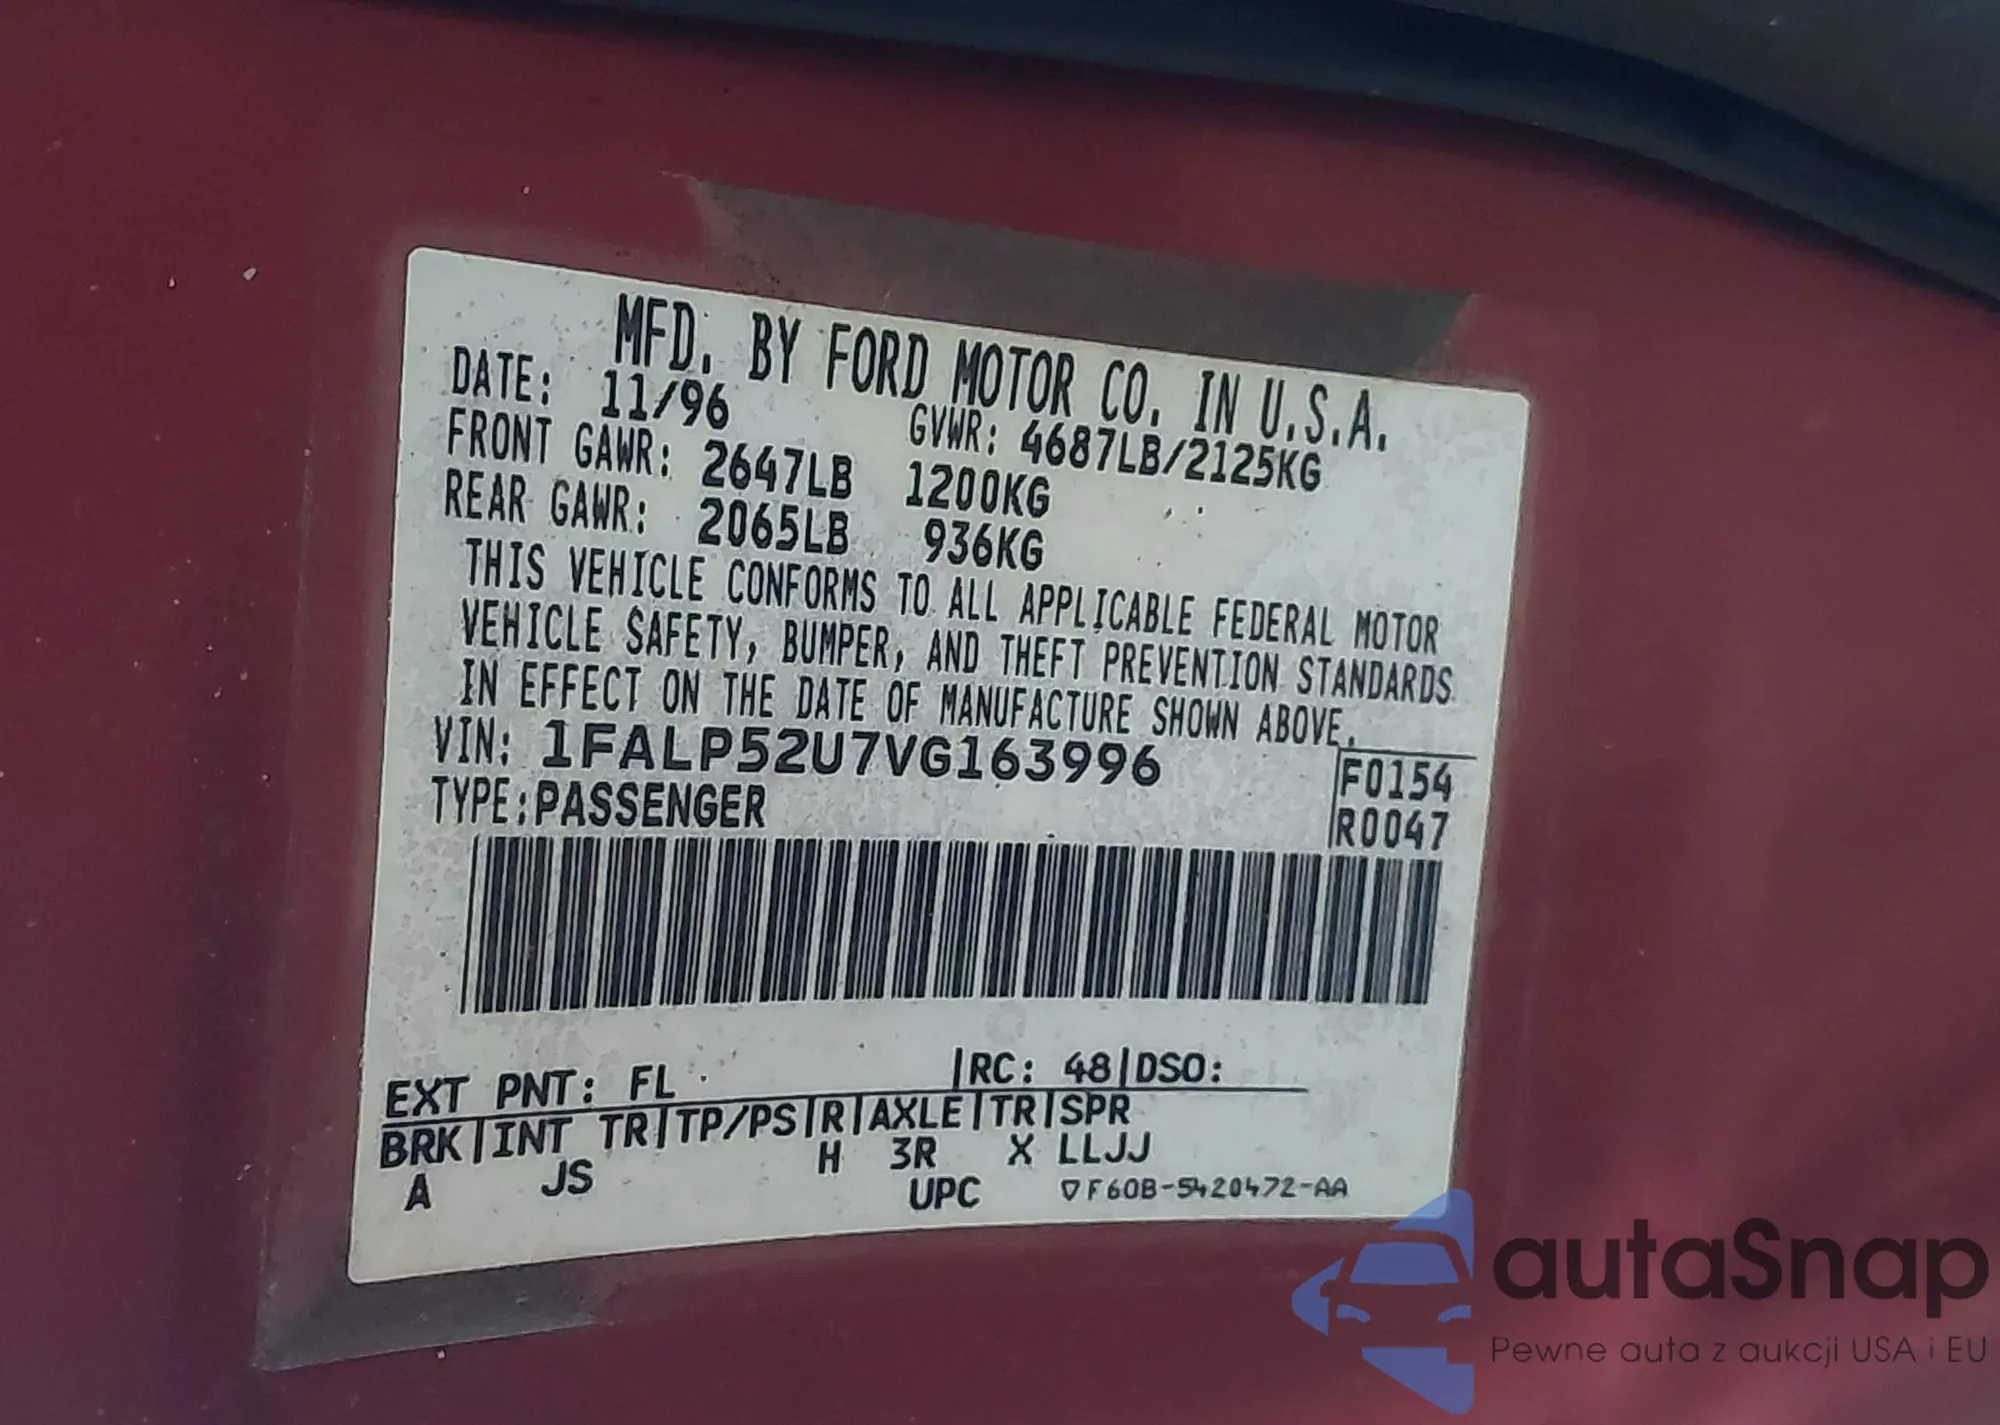 MFD. BY FORD MOTOR CO. IN U.S.A.
DATE: 11/96 GVWR: 4687LB/2125KG
FRONT GAWR: 2647LB 1200KG
REAR GAWR: 2065LB 936KG
THIS VEHICLE CONFORMS TO ALL APPLICABLE FEDERAL MOTOR
VEHICLE SAFETY, BUMPER, AND THEFT PREVENTION STANDARDS
IN EFFECT ON THE DATE OF MANUFACTURE SHOWN ABOVE.
VIN: 1FALP52U7VG163996
F0154
TYPE: PASSENGER
R0047
EXT PNT: FL |RC: 48|DSO:
BRK|INT TR|TP/PS|R|AXLE|TR|SPR
A JS H 3R X LLJJ
UPC ▽F60B-5420472-AA
autaSnap
Pewne auta z aukcji USA i EU